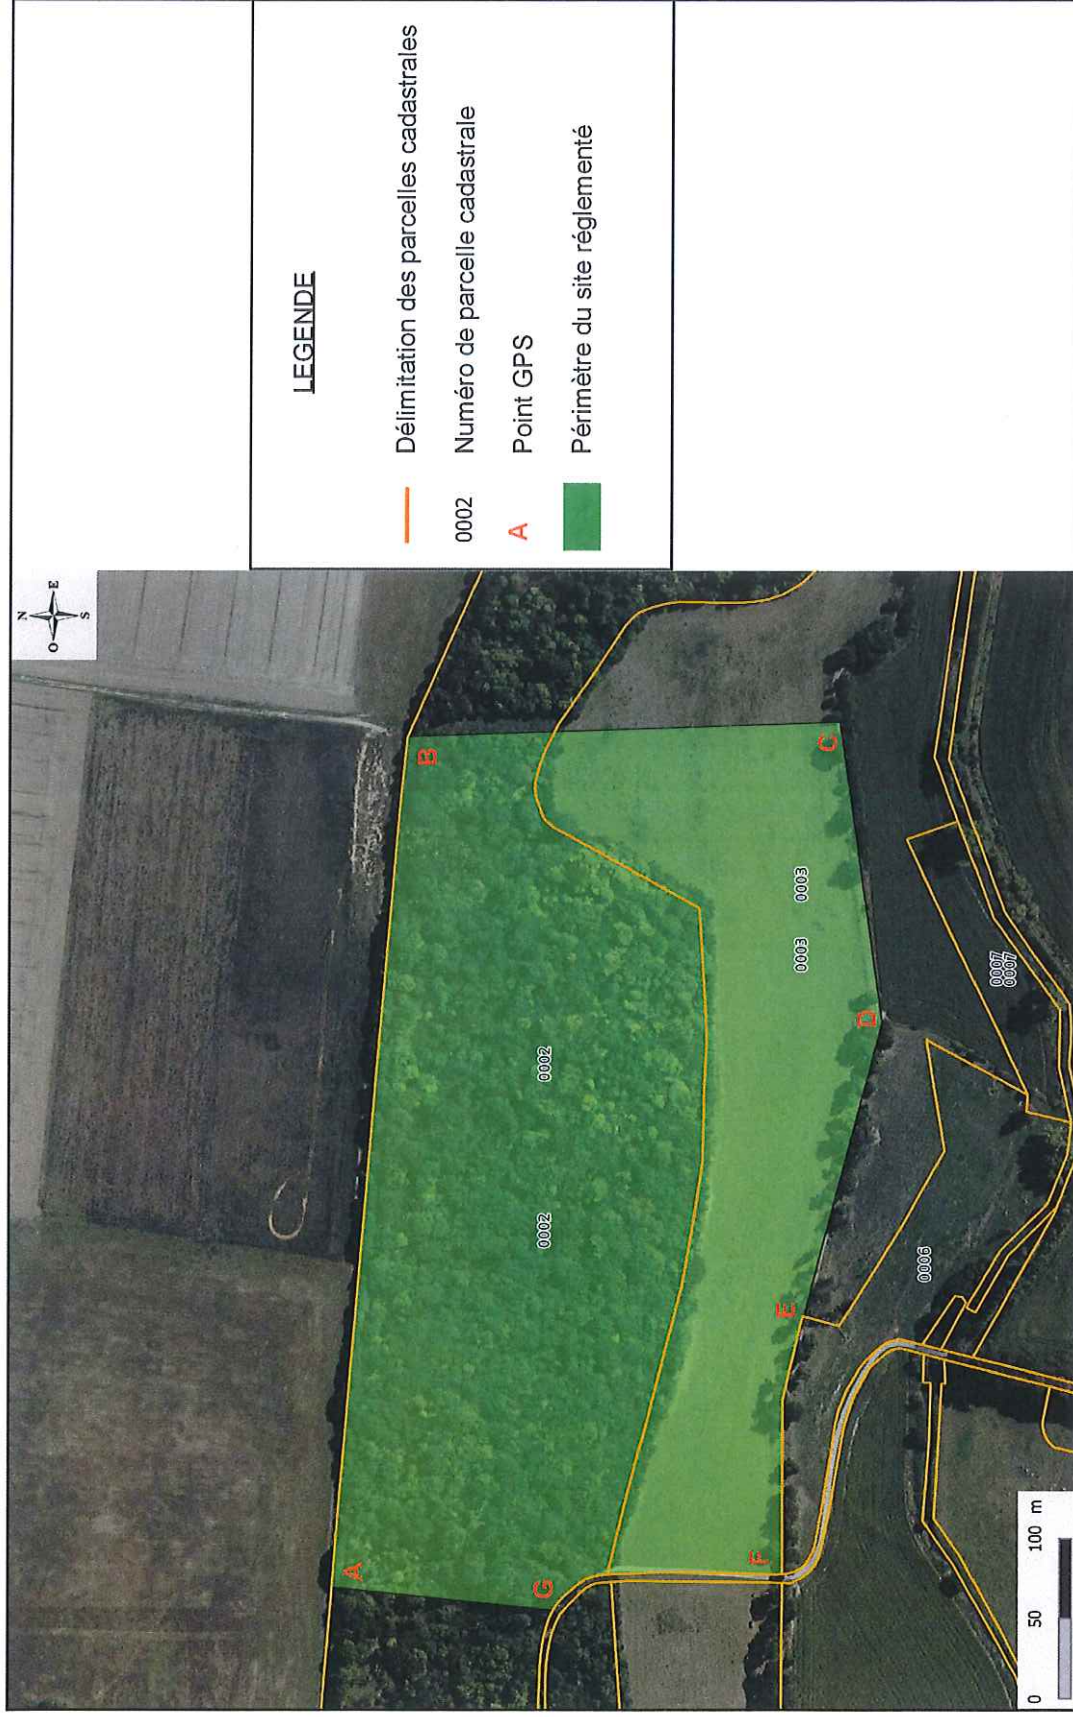 LEGENDE
Délimitation des parcelles cadastrales
0002 Numéro de parcelle cadastrale
A Point GPS
Périmètre du site réglementé
N
O E
S
A
B
C
D
E
F
G
0002
0002
0003
0003
0006
0007
0007
0 50 100 m